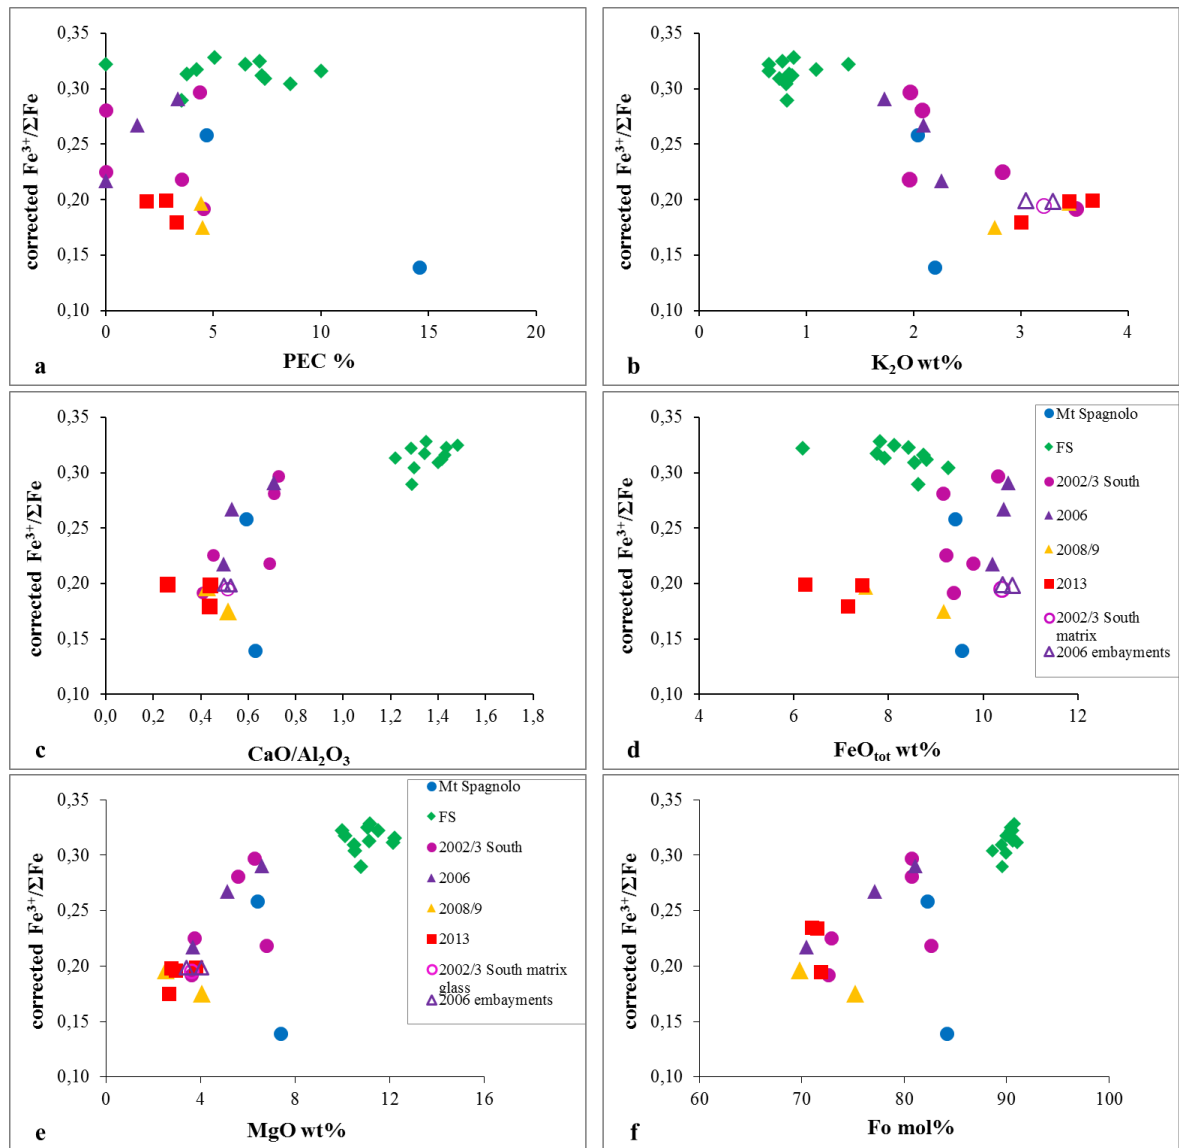 0,35
0,30
0,25
0,20
0,15
0,10
corrected Fe³⁺/ΣFe
0 5 10 15 20
PEC %
a
0,35
0,30
0,25
0,20
0,15
0,10
corrected Fe³⁺/ΣFe
0 1 2 3 4
K₂O wt%
b
0,35
0,30
0,25
0,20
0,15
0,10
corrected Fe³⁺/ΣFe
0,0 0,2 0,4 0,6 0,8 1,0 1,2 1,4 1,6 1,8
CaO/Al₂O₃
c
0,35
0,30
0,25
0,20
0,15
0,10
corrected Fe³⁺/ΣFe
4 6 8 10 12
FeOtot wt%
d
Mt Spagnolo
FS
2002/3 South
2006
2008/9
2013
2002/3 South
matrix
2006 embayments
0,35
0,30
0,25
0,20
0,15
0,10
corrected Fe³⁺/ΣFe
0 4 8 12 16
MgO wt%
e
Mt Spagnolo
FS
2002/3 South
2006
2008/9
2013
2002/3 South matrix
glass
2006 embayments
0,35
0,30
0,25
0,20
0,15
0,10
corrected Fe³⁺/ΣFe
60 70 80 90 100
Fo mol%
f